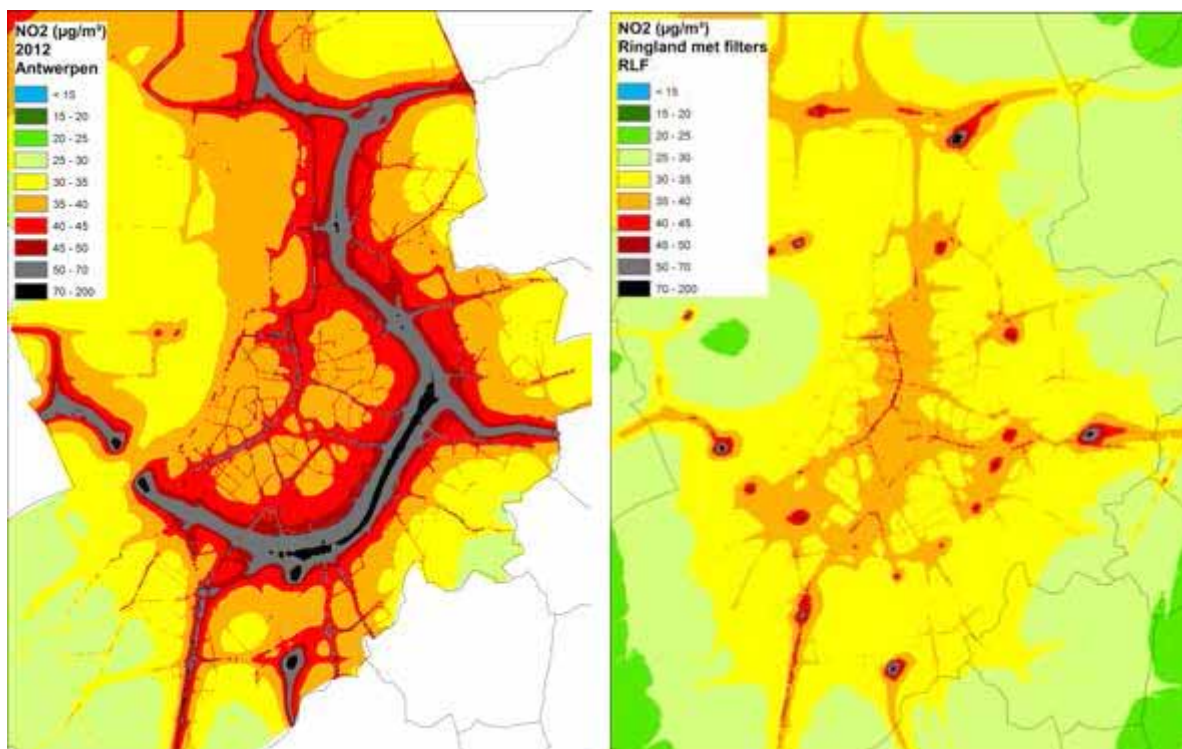 NO2 (µg/m³)
2012
Antwerpen
< 15
15 - 20
20 - 25
25 - 30
30 - 35
35 - 40
40 - 45
45 - 50
50 - 70
70 - 200
NO2 (µg/m³)
Ringland met filters
RLF
< 15
15 - 20
20 - 25
25 - 30
30 - 35
35 - 40
40 - 45
45 - 50
50 - 70
70 - 200